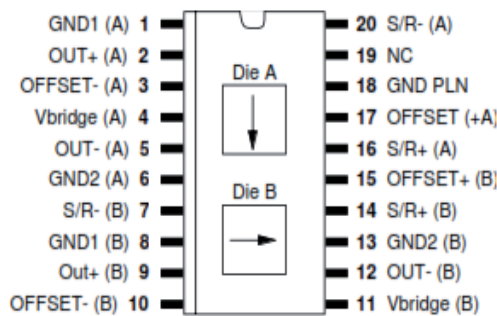 GND1 (A) 1
OUT+ (A) 2
OFFSET- (A) 3
Vbridge (A) 4
OUT- (A) 5
GND2 (A) 6
S/R- (B) 7
GND1 (B) 8
Out+ (B) 9
OFFSET- (B) 10
Die A
Die B
20 S/R- (A)
19 NC
18 GND PLN
17 OFFSET (+A)
16 S/R+ (A)
15 OFFSET+ (B)
14 S/R+ (B)
13 GND2 (B)
12 OUT- (B)
11 Vbridge (B)